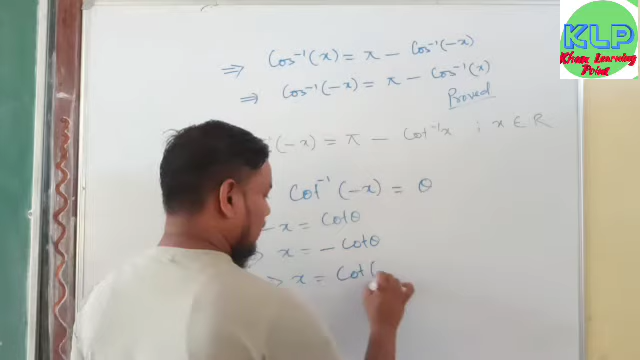 ⇒ Cos⁻¹(x) = π − Cos⁻¹(−x)
⇒ Cos⁻¹(−x) = π − Cos⁻¹(x)
Proved
⁻¹(−x) = π − Cot⁻¹x ; x ∈ R
Cot⁻¹(−x) = θ
−x = Cotθ
⇒ x = −Cotθ
⇒ x = Cot(
KLP
Khan Learning
Point